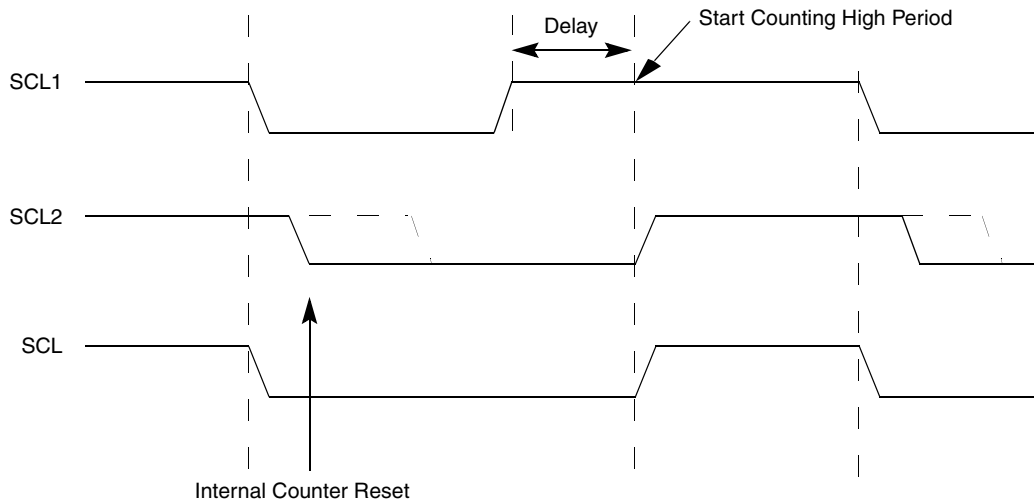 Start Counting High Period
Delay
SCL1
SCL2
SCL
Internal Counter Reset